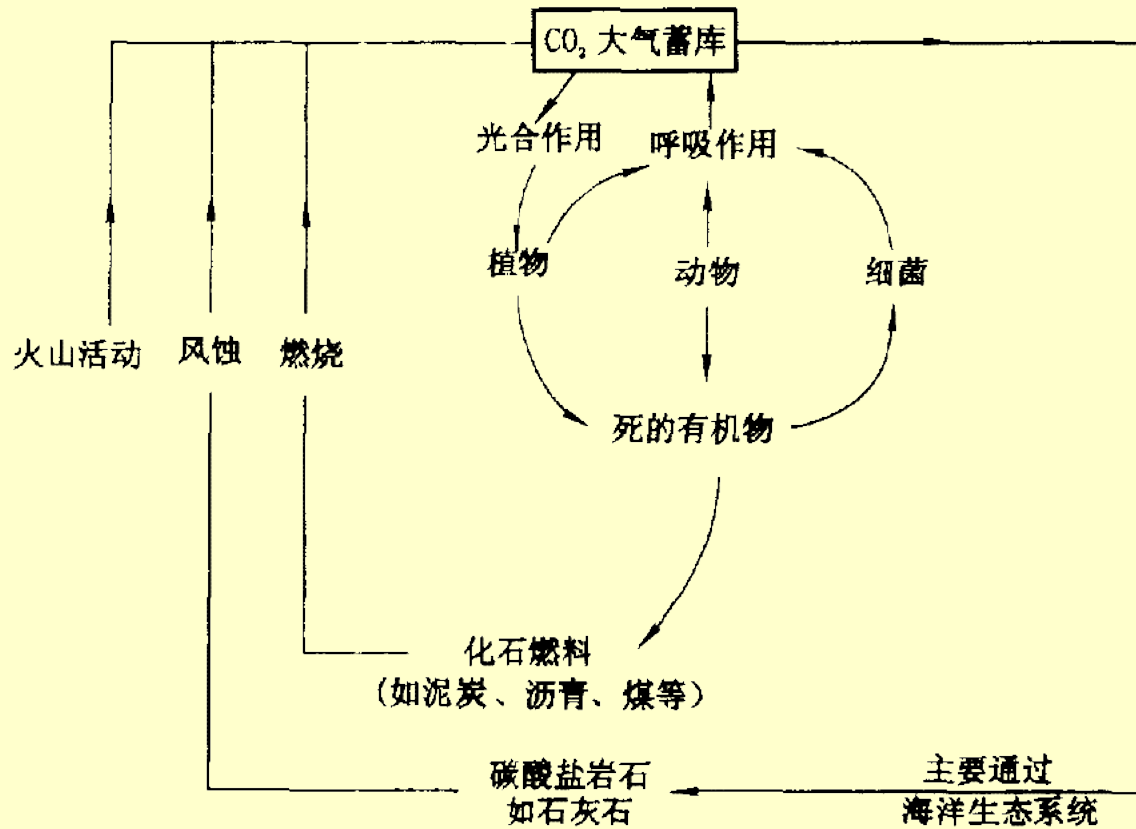 CO₂ 大气蓄库
光合作用
呼吸作用
植物
动物
细菌
火山活动
风蚀
燃烧
死的有机物
化石燃料
(如泥炭、沥青、煤等)
碳酸盐岩石
如石灰石
主要通过
海洋生态系统